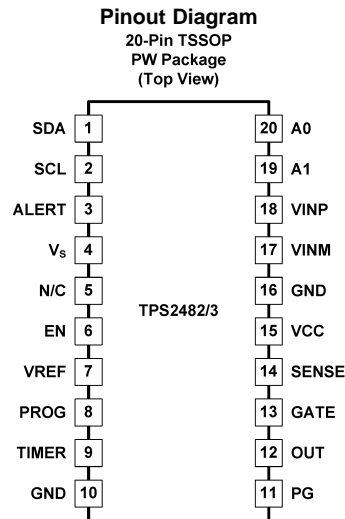 Pinout Diagram
20-Pin TSSOP
PW Package
(Top View)
SDA 1 20 A0
SCL 2 19 A1
ALERT 3 18 VINP
VS 4 17 VINM
N/C 5 16 GND
TPS2482/3
EN 6 15 VCC
VREF 7 14 SENSE
PROG 8 13 GATE
TIMER 9 12 OUT
GND 10 11 PG